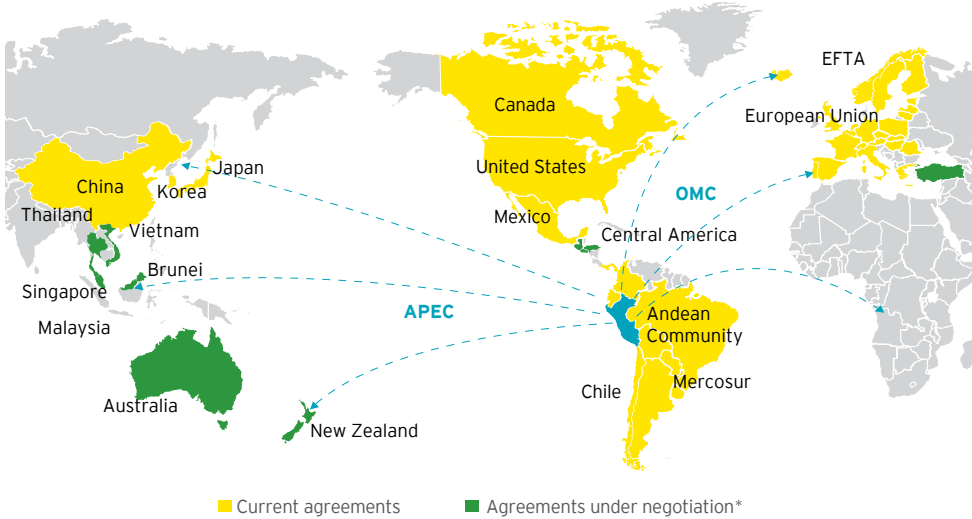 EFTA
Canada
European Union
Japan
United States
China
Korea
OMC
Thailand
Mexico
Vietnam
Central America
Brunei
Singapore
APEC
Andean
Community
Malaysia
Mercosur
Chile
Australia
New Zealand
Current agreements
Agreements under negotiation*